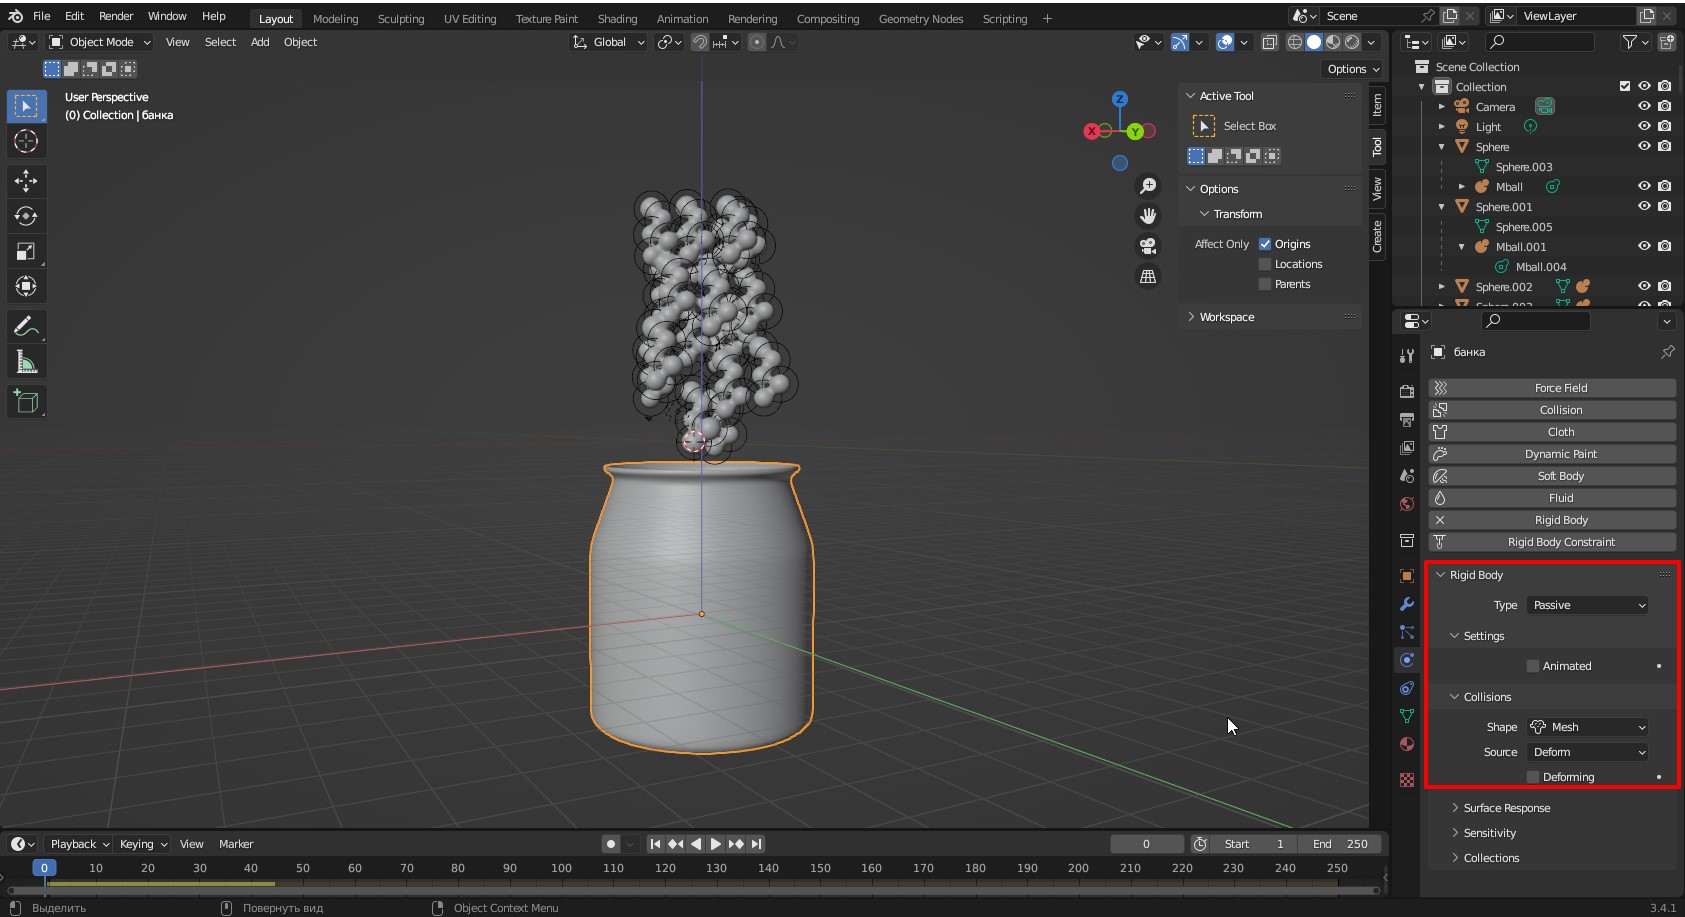 File Edit Render Window Help Layout Modeling Sculpting UV Editing Texture Paint Shading Animation Rendering Compositing Geometry Nodes Scripting + Scene ViewLayer
Object Mode View Select Add Object Global
Options
User Perspective
(0) Collection | банка
Z
X
Y
Active Tool
Select Box
Options
Transform
Affect Only Origins
Locations
Parents
Workspace
Item
Tool
View
Create
Scene Collection
Collection
Camera
Light
Sphere
Sphere.003
Mball
Sphere.001
Sphere.005
Mball.001
Mball.004
Sphere.002
банка
Force Field
Collision
Cloth
Dynamic Paint
Soft Body
Fluid
Rigid Body
Rigid Body Constraint
Rigid Body
Type Passive
Settings
Animated
Collisions
Shape Mesh
Source Deform
Deforming
Surface Response
Sensitivity
Collections
Playback Keying View Marker 0 Start 1 End 250
0 10 20 30 40 50 60 70 80 90 100 110 120 130 140 150 160 170 180 190 200 210 220 230 240 250
Выделить Повернуть вид Object Context Menu 3.4.1